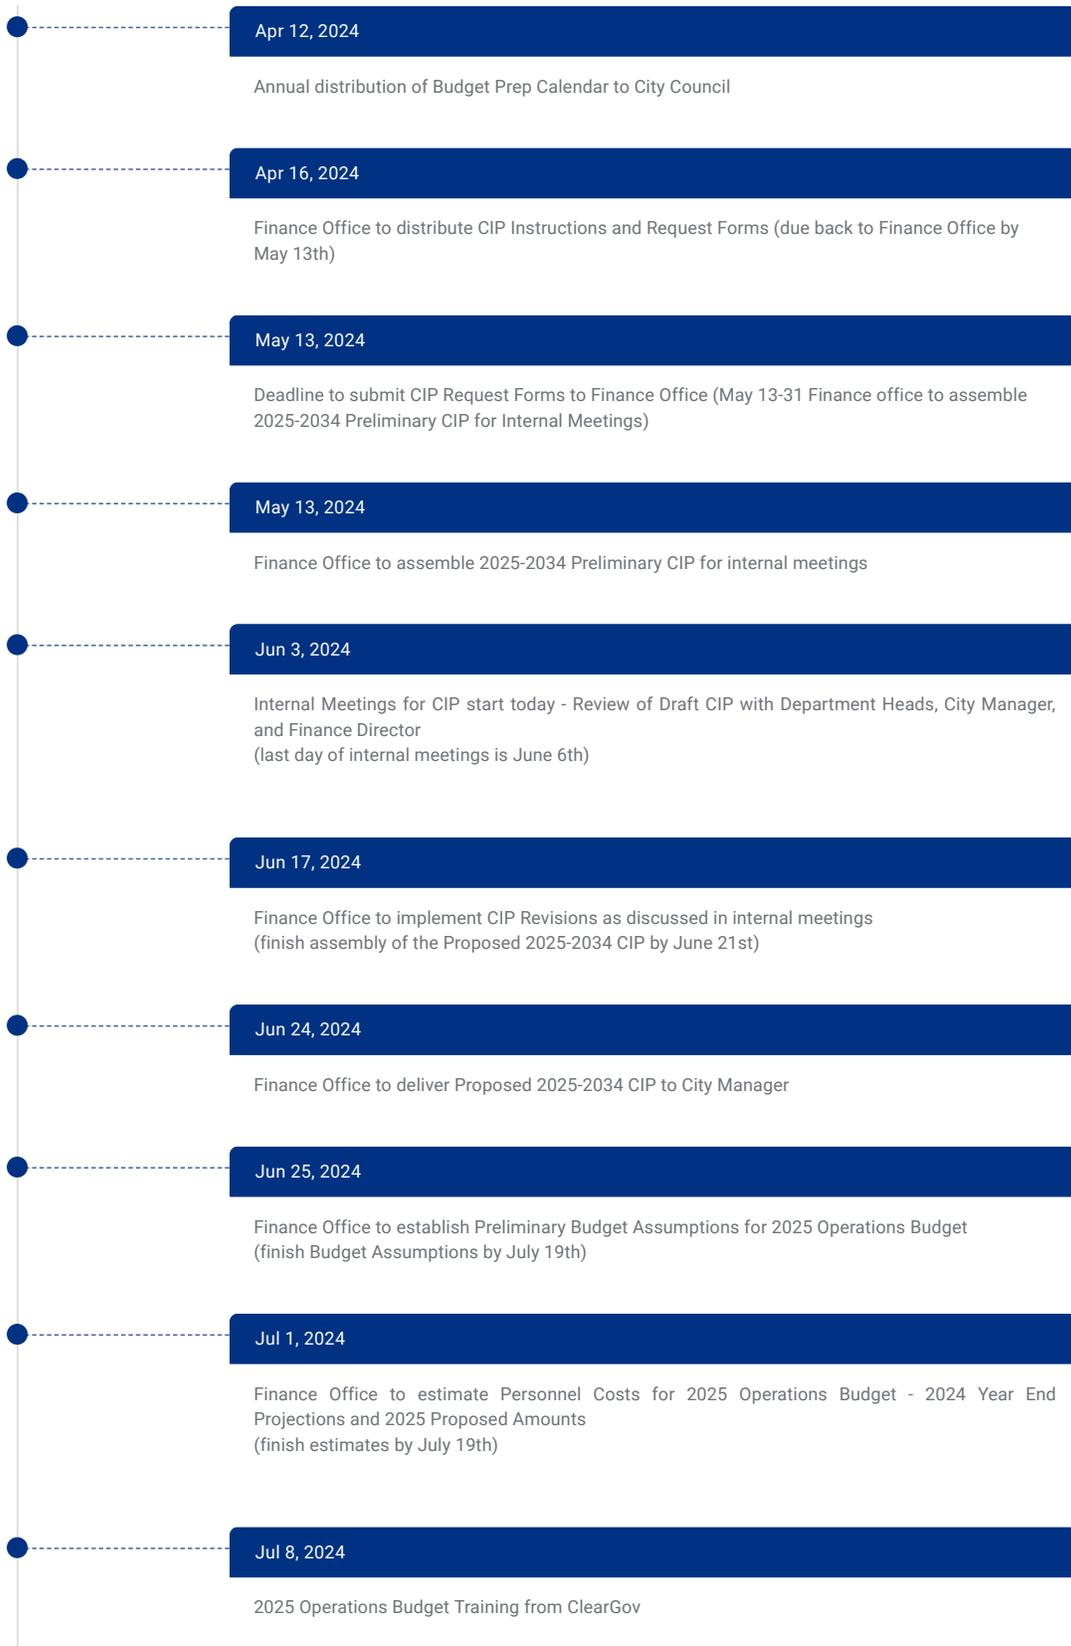 Apr 12, 2024
Annual distribution of Budget Prep Calendar to City Council
Apr 16, 2024
Finance Office to distribute CIP Instructions and Request Forms (due back to Finance Office by
May 13th)
May 13, 2024
Deadline to submit CIP Request Forms to Finance Office (May 13-31 Finance office to assemble
2025-2034 Preliminary CIP for Internal Meetings)
May 13, 2024
Finance Office to assemble 2025-2034 Preliminary CIP for internal meetings
Jun 3, 2024
Internal Meetings for CIP start today - Review of Draft CIP with Department Heads, City Manager,
and Finance Director
(last day of internal meetings is June 6th)
Jun 17, 2024
Finance Office to implement CIP Revisions as discussed in internal meetings
(finish assembly of the Proposed 2025-2034 CIP by June 21st)
Jun 24, 2024
Finance Office to deliver Proposed 2025-2034 CIP to City Manager
Jun 25, 2024
Finance Office to establish Preliminary Budget Assumptions for 2025 Operations Budget
(finish Budget Assumptions by July 19th)
Jul 1, 2024
Finance Office to estimate Personnel Costs for 2025 Operations Budget - 2024 Year End
Projections and 2025 Proposed Amounts
(finish estimates by July 19th)
Jul 8, 2024
2025 Operations Budget Training from ClearGov